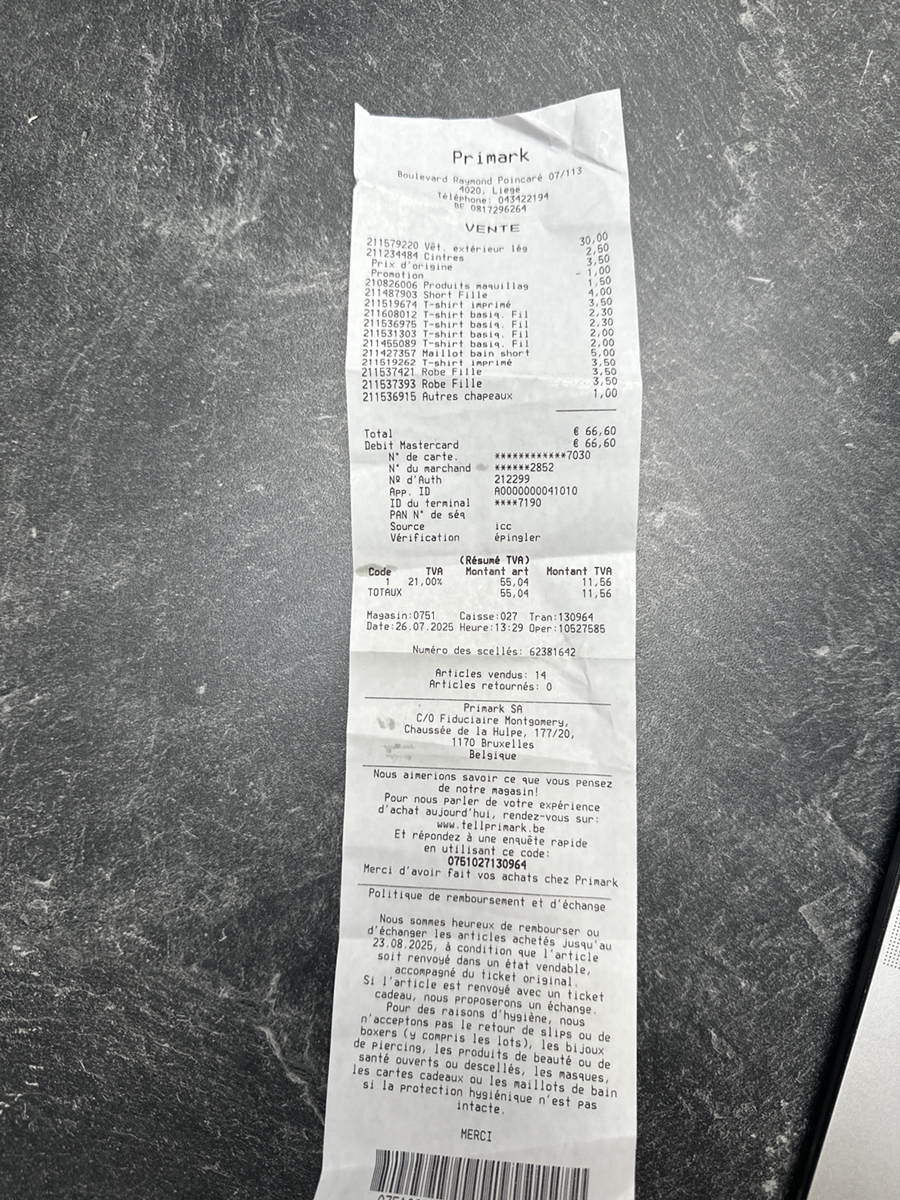 Primark
Boulevard Raymond Poincaré 07/113
4020, Liege
Téléphone: 043422194
BE 0817296264
VENTE
211579220 Vêt. extérieur lég 30,00
211234484 Cintres 2,50
Prix d'origine 3,50
Promotion - 1,00
210826006 Produits maquillag 1,50
211487903 Short Fille 4,00
211519674 T-shirt imprimé 3,50
211608012 T-shirt basiq. Fil 2,30
211536975 T-shirt basiq. Fil 2,30
211531303 T-shirt basiq. Fil 2,00
211455089 T-shirt basiq. Fil 2,00
211427357 Maillot bain short 5,00
211519262 T-shirt imprimé 3,50
211537421 Robe Fille 3,50
211537393 Robe Fille 3,50
211536915 Autres chapeaux 1,00
Total € 66,60
Debit Mastercard € 66,60
N° de carte. ************7030
N° du marchand ******2852
Nº d'Auth 212299
App. ID A0000000041010
ID du terminal ****7190
PAN N° de séq
Source icc
Vérification épingler
(Résumé TVA)
Code TVA Montant art Montant TVA
1 21,00% 55,04 11,56
TOTAUX 55,04 11,56
Magasin:0751 Caisse:027 Tran:130964
Date:26.07.2025 Heure:13:29 Oper:10527585
Numéro des scellés: 62381642
Articles vendus: 14
Articles retournés: 0
Primark SA
C/O Fiduciaire Montgomery,
Chaussée de la Hulpe, 177/20,
1170 Bruxelles
Belgique
Nous aimerions savoir ce que vous pensez
de notre magasin!
Pour nous parler de votre expérience
d'achat aujourd'hui, rendez-vous sur:
www.tellprimark.be
Et répondez à une enquête rapide
en utilisant ce code:
0751027130964
Merci d'avoir fait vos achats chez Primark
Politique de remboursement et d'échange
Nous sommes heureux de rembourser ou
d'échanger les articles achetés jusqu'au
23.08.2025, à condition que l'article
soit renvoyé dans un état vendable,
accompagné du ticket original.
Si l'article est renvoyé avec un ticket
cadeau, nous proposerons un échange.
Pour des raisons d'hygiène, nous
n'acceptons pas le retour de slips ou de
boxers (y compris les lots), les bijoux
de piercing, les produits de beauté ou de
santé ouverts ou descellés, les masques,
les cartes cadeaux ou les maillots de bain
si la protection hygiénique n'est pas
intacte.
MERCI